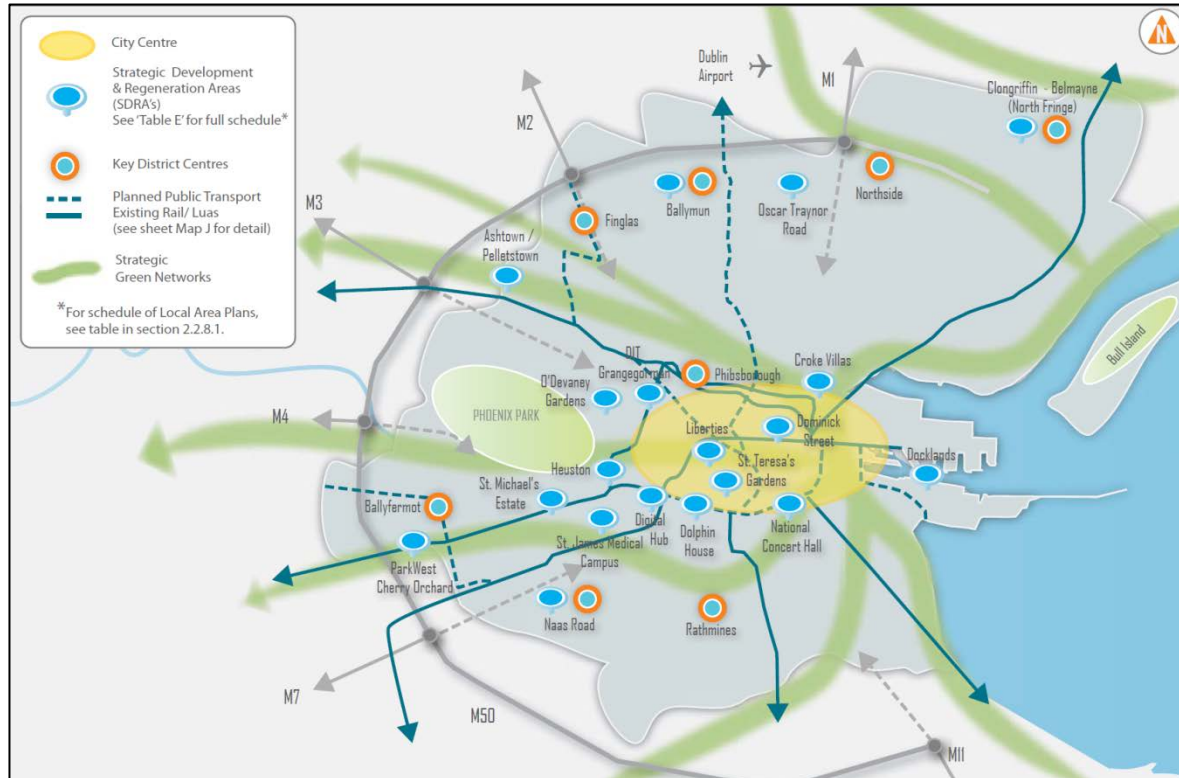 City Centre
Strategic Development
& Regeneration Areas
(SDRA's)
See 'Table E' for full schedule*
Key District Centres
Planned Public Transport
Existing Rail/ Luas
(see sheet Map J for detail)
Strategic
Green Networks
*For schedule of Local Area Plans,
see table in section 2.2.8.1.
N
Dublin
Airport
M1
Clongriffin - Belmayne
(North Fringe)
M2
Ballymun
Oscar Traynor
Road
Northside
M3
Finglas
Ashtown /
Pelletstown
Bull Island
DIT
Grangegorman
Phibsborough
Croke Villas
O'Devaney
Gardens
PHOENIX PARK
M4
Liberties
Dominick
Street
Docklands
Heuston
St. Teresa's
Gardens
St. Michael's
Estate
Ballyfermot
Digital
Hub
Dolphin
House
National
Concert Hall
St. James Medical
Campus
ParkWest
Cherry Orchard
Naas Road
Rathmines
M7
M50
M11